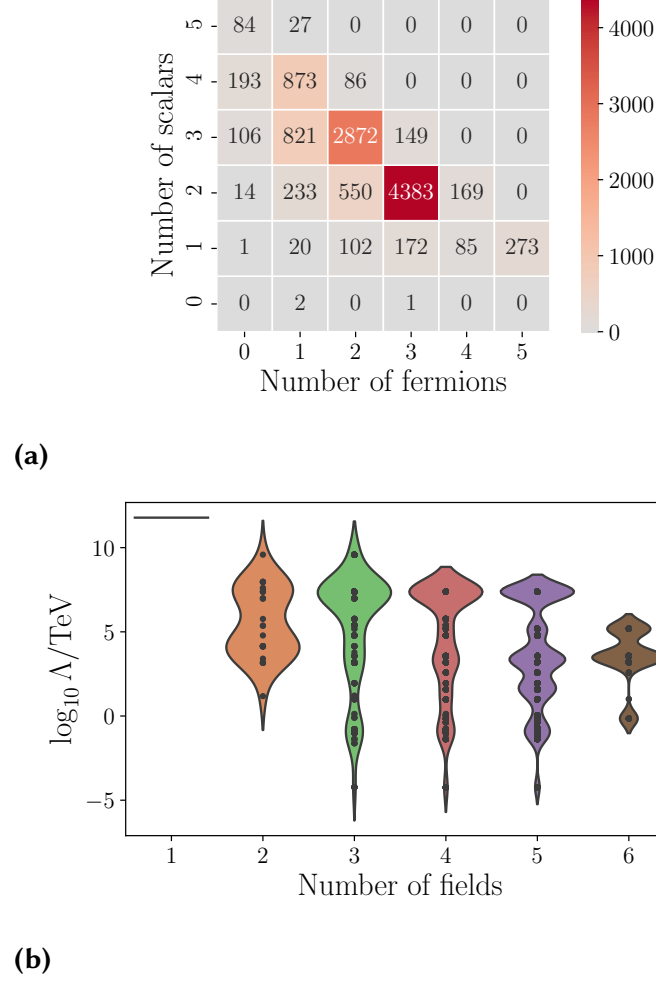 5 84 27 0 0 0 0 4000
4 193 873 86 0 0 0
3000
3 106 821 2872 149 0 0
2 14 233 550 4383 169 0 2000
1 1 20 102 172 85 273 1000
0 0 2 0 1 0 0 0
Number of scalars
0 1 2 3 4 5
Number of fermions
(a)
10
5
0
−5
log₁₀ Λ/TeV
1 2 3 4 5 6
Number of fields
(b)